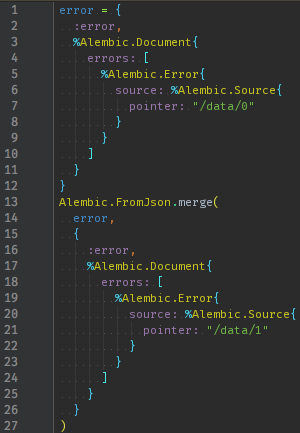 1 error = {
2   :error,
3   %Alembic.Document{
4     errors: [
5       %Alembic.Error{
6         source: %Alembic.Source{
7           pointer: "/data/0"
8         }
9       }
10     ]
11   }
12 }
13 Alembic.FromJson.merge(
14   error,
15   {
16     :error,
17     %Alembic.Document{
18       errors: [
19         %Alembic.Error{
20           source: %Alembic.Source{
21             pointer: "/data/1"
22           }
23         }
24       ]
25     }
26   }
27 )